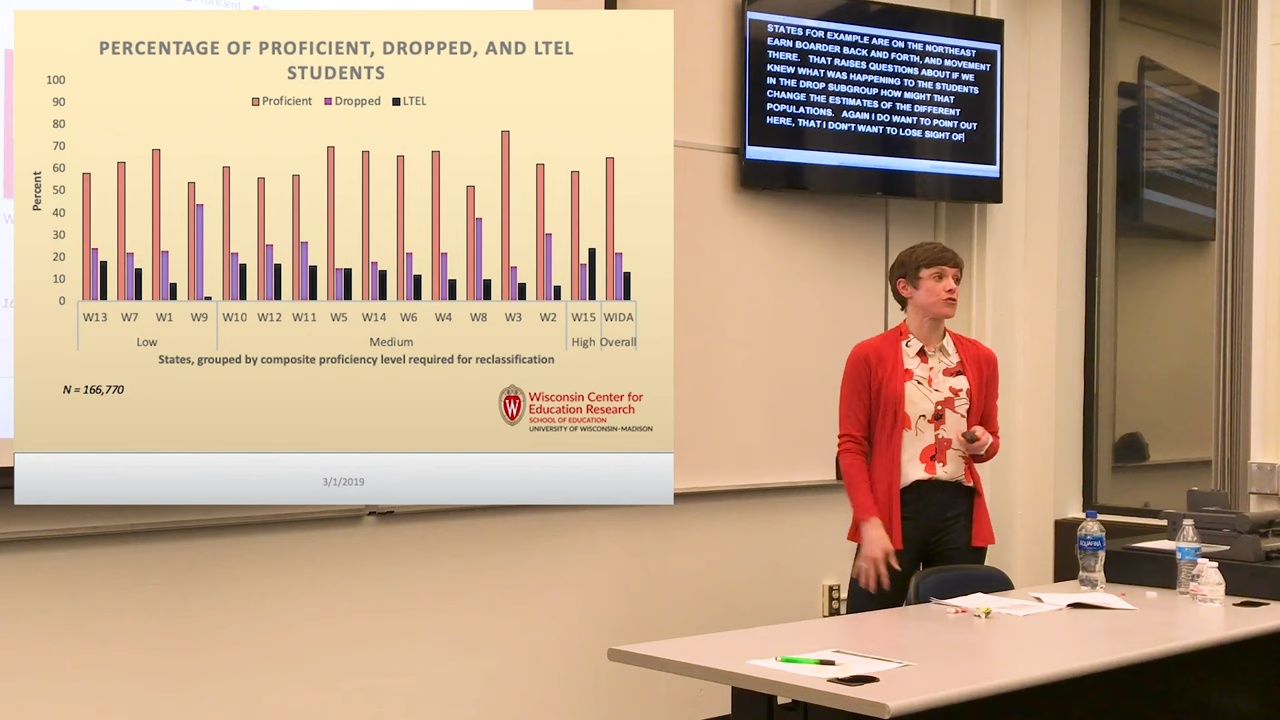 PERCENTAGE OF PROFICIENT, DROPPED, AND LTEL
STUDENTS
Proficient Dropped LTEL
Percent
100
90
80
70
60
50
40
30
20
10
0
W13 W7 W1 W9 W10 W12 W11 W5 W14 W6 W4 W8 W3 W2 W15 WIDA
Low Medium High Overall
States, grouped by composite proficiency level required for reclassification
N = 166,770
W
Wisconsin Center for
Education Research
SCHOOL OF EDUCATION
UNIVERSITY OF WISCONSIN–MADISON
3/1/2019
STATES FOR EXAMPLE ARE ON THE NORTHEAST
EARN BOARDER BACK AND FORTH, AND MOVEMENT
THERE. THAT RAISES QUESTIONS ABOUT IF WE
KNEW WHAT WAS HAPPENING TO THE STUDENTS
IN THE DROP SUBGROUP HOW MIGHT THAT
CHANGE THE ESTIMATES OF THE DIFFERENT
POPULATIONS. AGAIN I DO WANT TO POINT OUT
HERE, THAT I DON'T WANT TO LOSE SIGHT OF
AQUAFINA